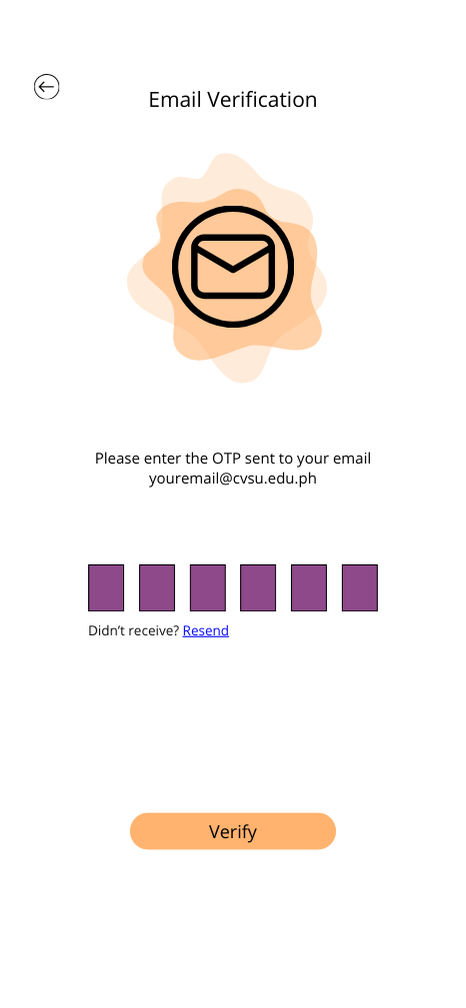 Email Verification
Please enter the OTP sent to your email
youremail@cvsu.edu.ph
Didn’t receive? Resend
Verify